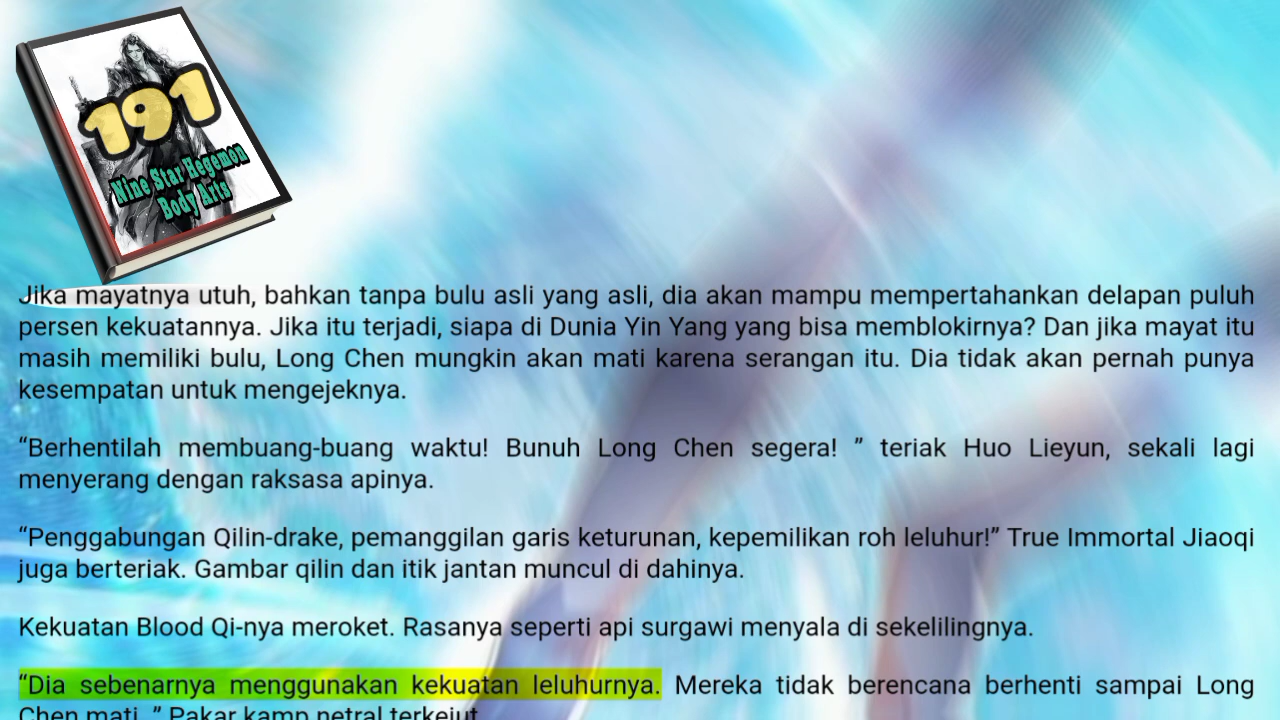 191
Nine Star Hegemon
Body Arts
Jika mayatnya utuh, bahkan tanpa bulu asli yang asli, dia akan mampu mempertahankan delapan puluh
persen kekuatannya. Jika itu terjadi, siapa di Dunia Yin Yang yang bisa memblokirnya? Dan jika mayat itu
masih memiliki bulu, Long Chen mungkin akan mati karena serangan itu. Dia tidak akan pernah punya
kesempatan untuk mengejeknya.
“Berhentilah membuang-buang waktu! Bunuh Long Chen segera! ” teriak Huo Lieyun, sekali lagi
menyerang dengan raksasa apinya.
“Penggabungan Qilin-drake, pemanggilan garis keturunan, kepemilikan roh leluhur!” True Immortal Jiaoqi
juga berteriak. Gambar qilin dan itik jantan muncul di dahinya.
Kekuatan Blood Qi-nya meroket. Rasanya seperti api surgawi menyala di sekelilingnya.
“Dia sebenarnya menggunakan kekuatan leluhurnya. Mereka tidak berencana berhenti sampai Long
Chen mati. ” Pakar kamp netral terkejut.